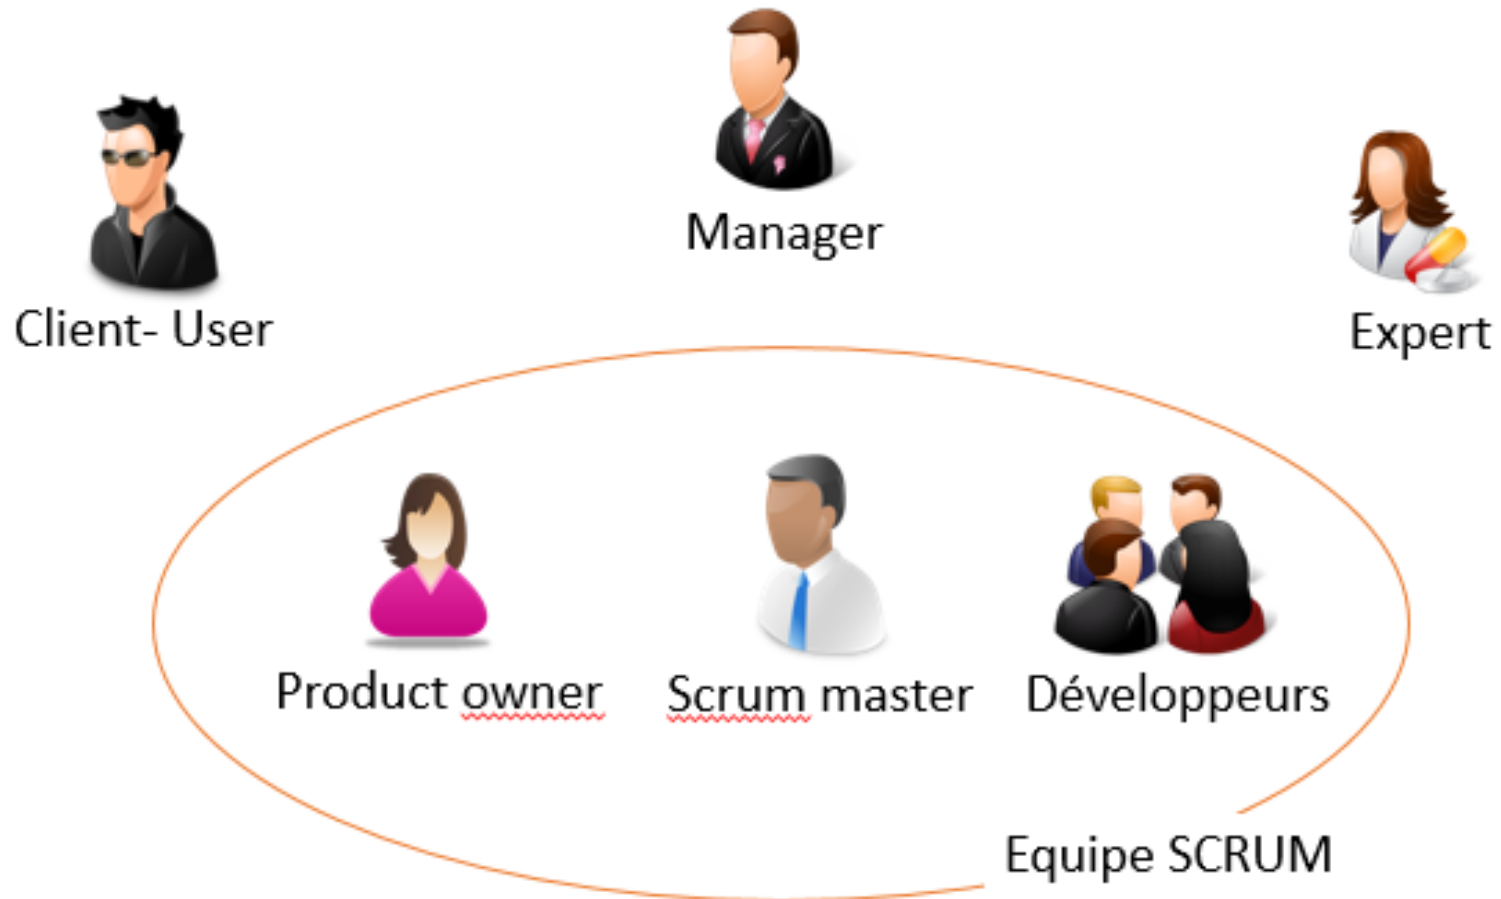 Manager
Client- User
Expert
Product owner
Scrum master
Développeurs
Equipe SCRUM